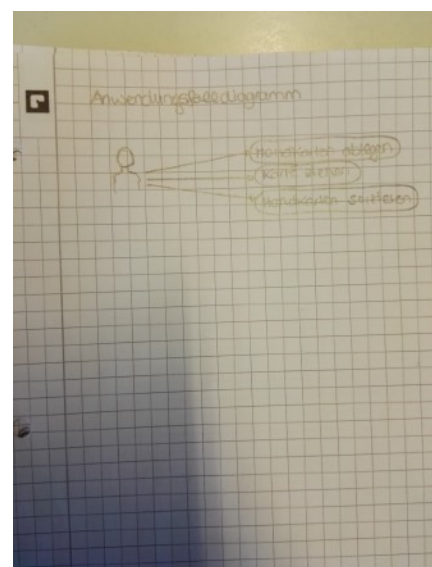 Anwendungsfalldiagramm
Handkarten ablegen
Karte ziehen
Handkarten sortieren